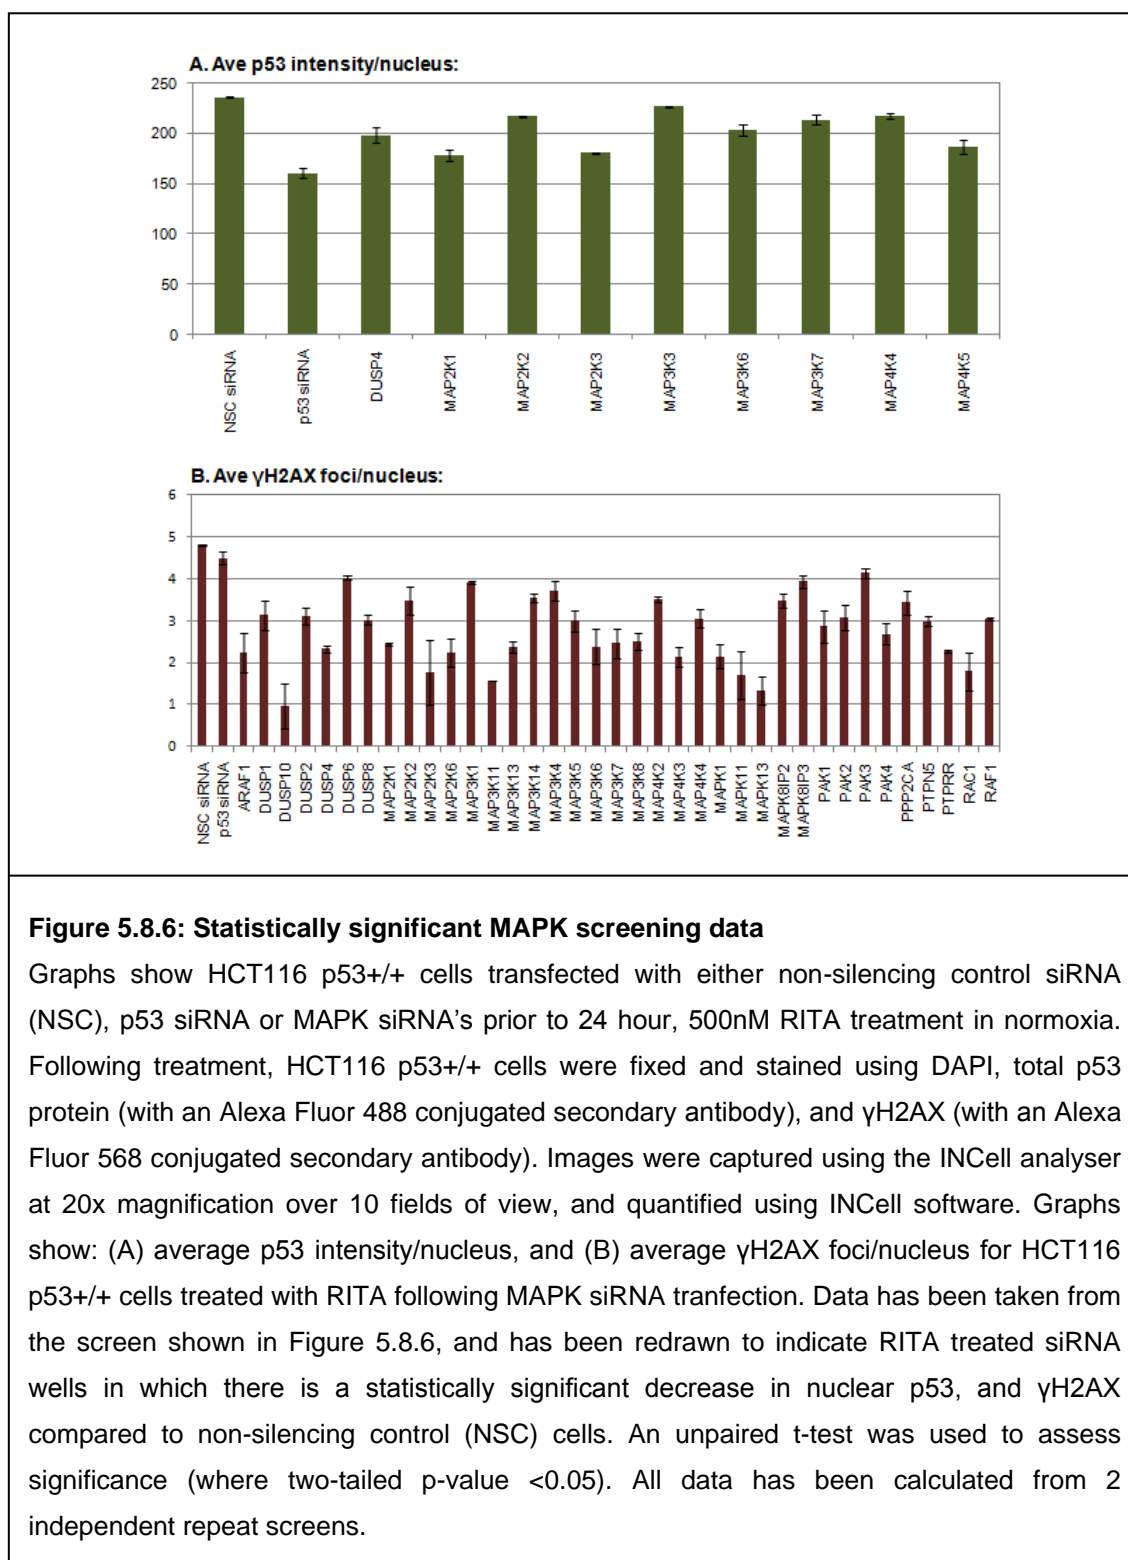 A. Ave p53 intensity/nucleus:
250
200
150
100
50
0
NSC siRNA
p53 siRNA
DUSP4
MAP2K1
MAP2K2
MAP2K3
MAP3K3
MAP3K6
MAP3K7
MAP4K4
MAP4K5
B. Ave γH2AX foci/nucleus:
6
5
4
3
2
1
0
NSC siRNA
p53 siRNA
ARAF1
DUSP1
DUSP10
DUSP2
DUSP4
DUSP6
DUSP8
MAP2K1
MAP2K2
MAP2K3
MAP2K6
MAP3K1
MAP3K11
MAP3K13
MAP3K14
MAP3K4
MAP3K5
MAP3K6
MAP3K7
MAP3K8
MAP4K2
MAP4K3
MAP4K4
MAPK1
MAPK11
MAPK13
MAPK8IP2
MAPK8IP3
PAK1
PAK2
PAK3
PAK4
PPP2CA
PTPN5
PTPRR
RAC1
RAF1
Figure 5.8.6: Statistically significant MAPK screening data
Graphs show HCT116 p53+/+ cells transfected with either non-silencing control siRNA
(NSC), p53 siRNA or MAPK siRNA's prior to 24 hour, 500nM RITA treatment in normoxia.
Following treatment, HCT116 p53+/+ cells were fixed and stained using DAPI, total p53
protein (with an Alexa Fluor 488 conjugated secondary antibody), and γH2AX (with an Alexa
Fluor 568 conjugated secondary antibody). Images were captured using the INCell analyser
at 20x magnification over 10 fields of view, and quantified using INCell software. Graphs
show: (A) average p53 intensity/nucleus, and (B) average γH2AX foci/nucleus for HCT116
p53+/+ cells treated with RITA following MAPK siRNA tranfection. Data has been taken from
the screen shown in Figure 5.8.6, and has been redrawn to indicate RITA treated siRNA
wells in which there is a statistically significant decrease in nuclear p53, and γH2AX
compared to non-silencing control (NSC) cells. An unpaired t-test was used to assess
significance (where two-tailed p-value <0.05). All data has been calculated from 2
independent repeat screens.